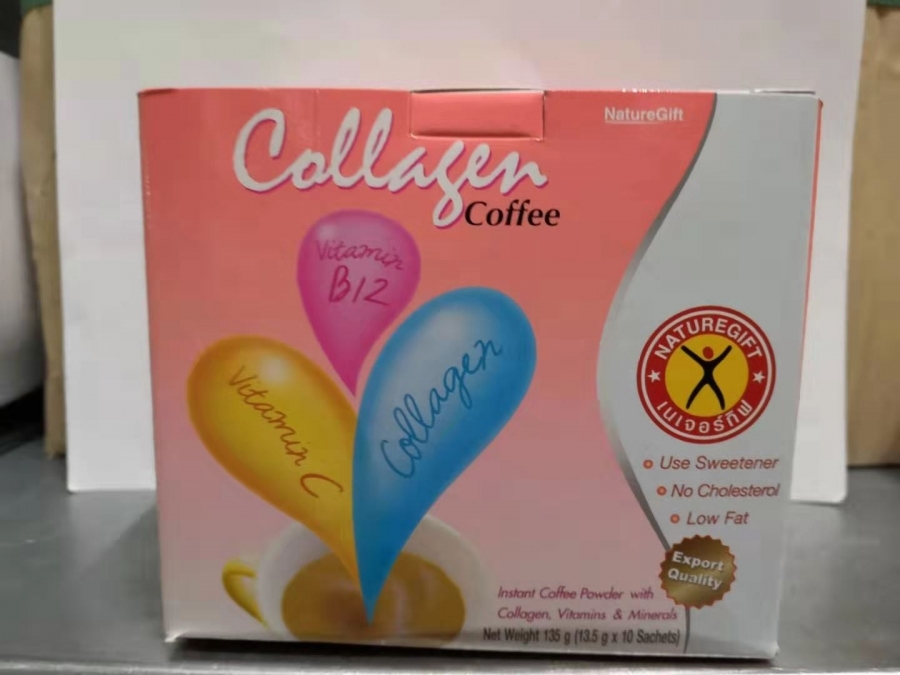 NatureGift
Collagen
Coffee
Vitamin
B12
Vitamin C
Collagen
NATUREGIFT
เนเจอร์กิฟ
Use Sweetener
No Cholesterol
Low Fat
Export
Quality
Instant Coffee Powder with
Collagen, Vitamins & Minerals
Net Weight 135 g (13.5 g x 10 Sachets)